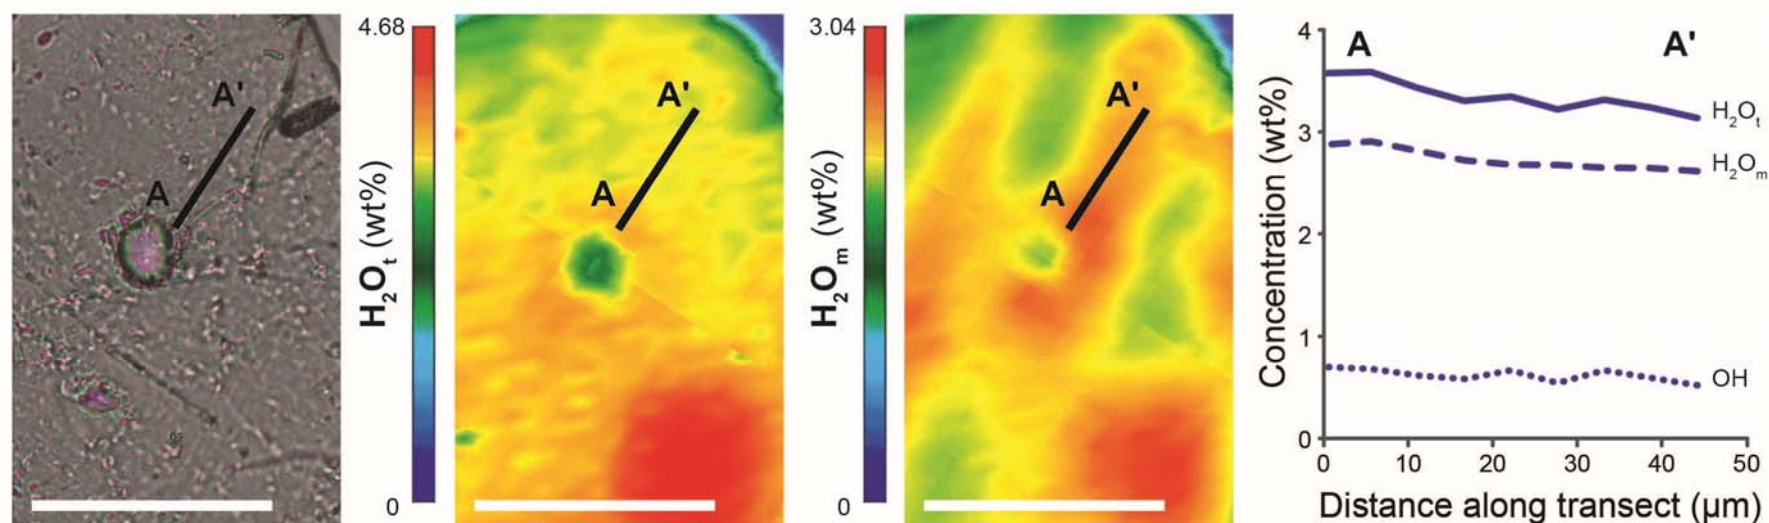 A'
A
4.68
H₂Oₜ (wt%)
0
A'
A
3.04
H₂Oₘ (wt%)
0
A'
A
Concentration (wt%)
4
3
2
1
0
A
A'
H₂Oₜ
H₂Oₘ
OH
0
10
20
30
40
50
Distance along transect (µm)